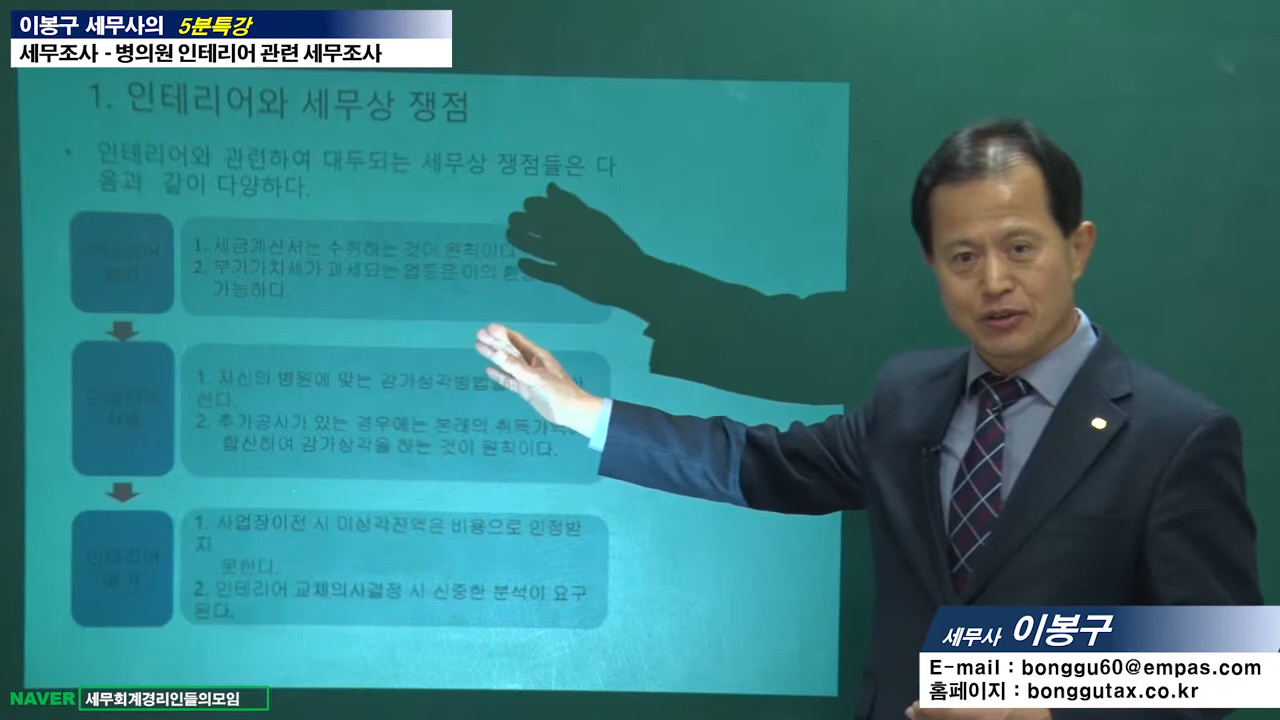 이봉구 세무사의 5분특강
세무조사 - 병의원 인테리어 관련 세무조사
1. 인테리어와 세무상 쟁점
• 인테리어와 관련하여 대두되는 세무상 쟁점들은 다
음과 같이 다양하다.
1. 세금계산서는 수취하는 것이 원칙이다
2. 부가가치세가 과세되는 업종은 이의
가능하다.
1. 자신의 병원에 맞는 감가상각방법을
한다.
2. 추가공사가 있는 경우에는 본래의 취득가액에
합산하여 감가상각을 하는 것이 원칙이다.
인테리어
철거
1. 사업장이전 시 미상각잔액은 비용으로 인정받
지
못한다.
2. 인테리어 교체의사결정 시 신중한 분석이 요구
된다.
세무사 이봉구
E-mail : bonggu60@empas.com
홈페이지 : bonggutax.co.kr
NAVER 세무회계경리인들의모임